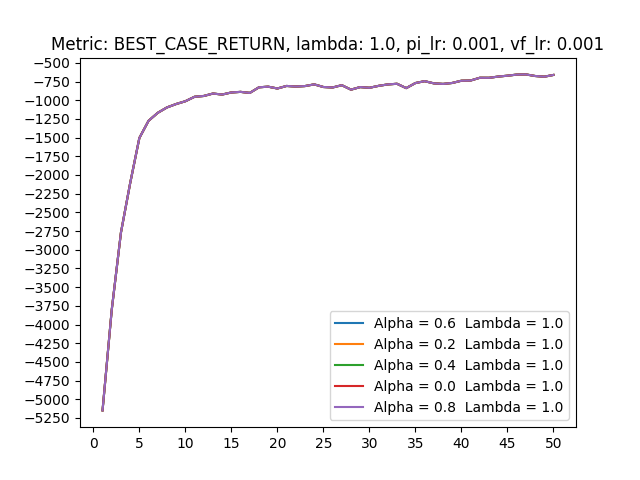 Metric: BEST_CASE_RETURN, lambda: 1.0, pi_lr: 0.001, vf_lr: 0.001
−500
−750
−1000
−1250
−1500
−1750
−2000
−2250
−2500
−2750
−3000
−3250
−3500
−3750
−4000
−4250
−4500
−4750
−5000
−5250
Alpha = 0.6  Lambda = 1.0
Alpha = 0.2  Lambda = 1.0
Alpha = 0.4  Lambda = 1.0
Alpha = 0.0  Lambda = 1.0
Alpha = 0.8  Lambda = 1.0
0 5 10 15 20 25 30 35 40 45 50